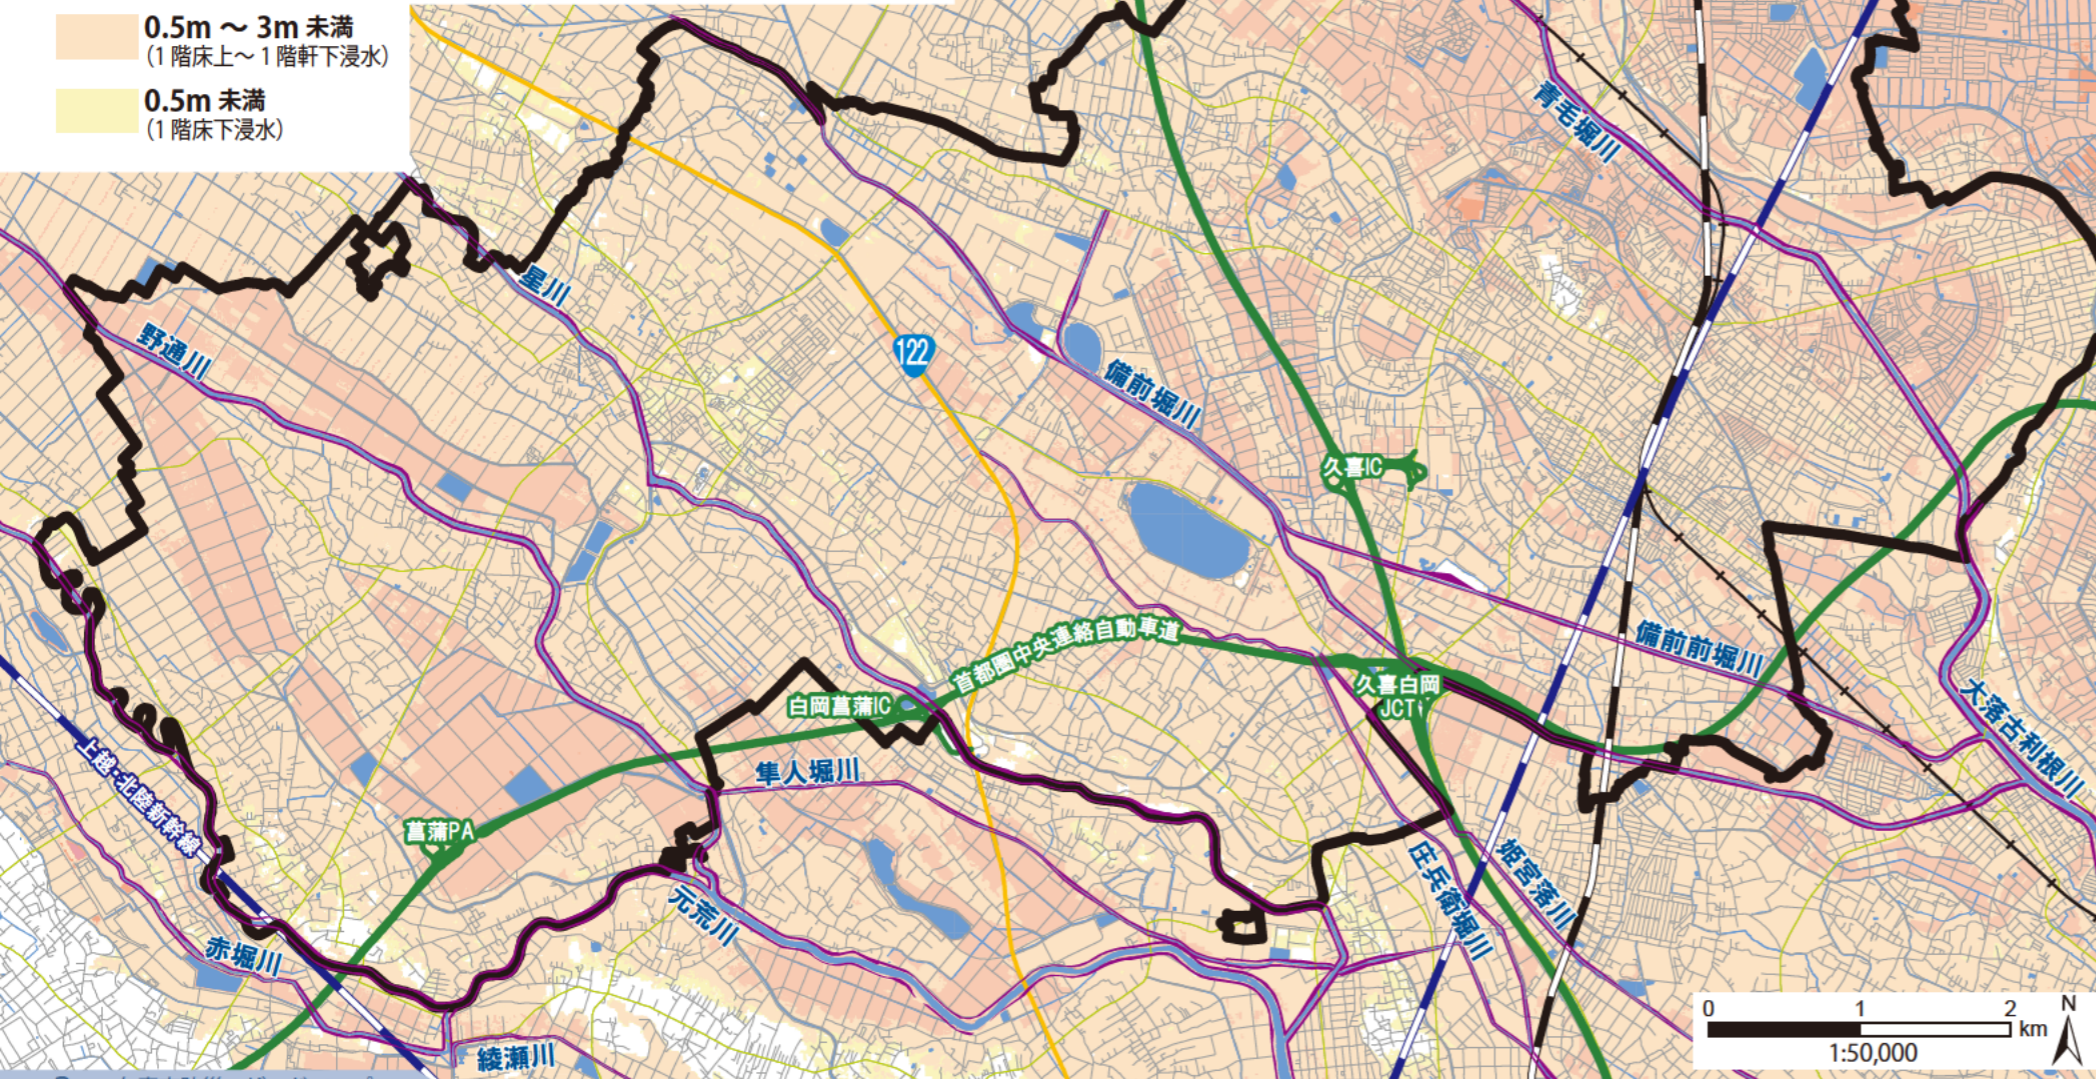 0.5m ～ 3m 未満
（1 階床上～ 1 階軒下浸水）
0.5m 未満
（1 階床下浸水）
青毛堀川
星川
野通川
122
備前堀川
久喜IC
首都圏中央連絡自動車道
備前前堀川
久喜白岡
JCT
白岡菖蒲IC
大落古利根川
隼人堀川
上越・北陸新幹線
菖蒲PA
庄兵衛堀川
姫宮落川
元荒川
赤堀川
綾瀬川
0 1 2 km
N
1:50,000